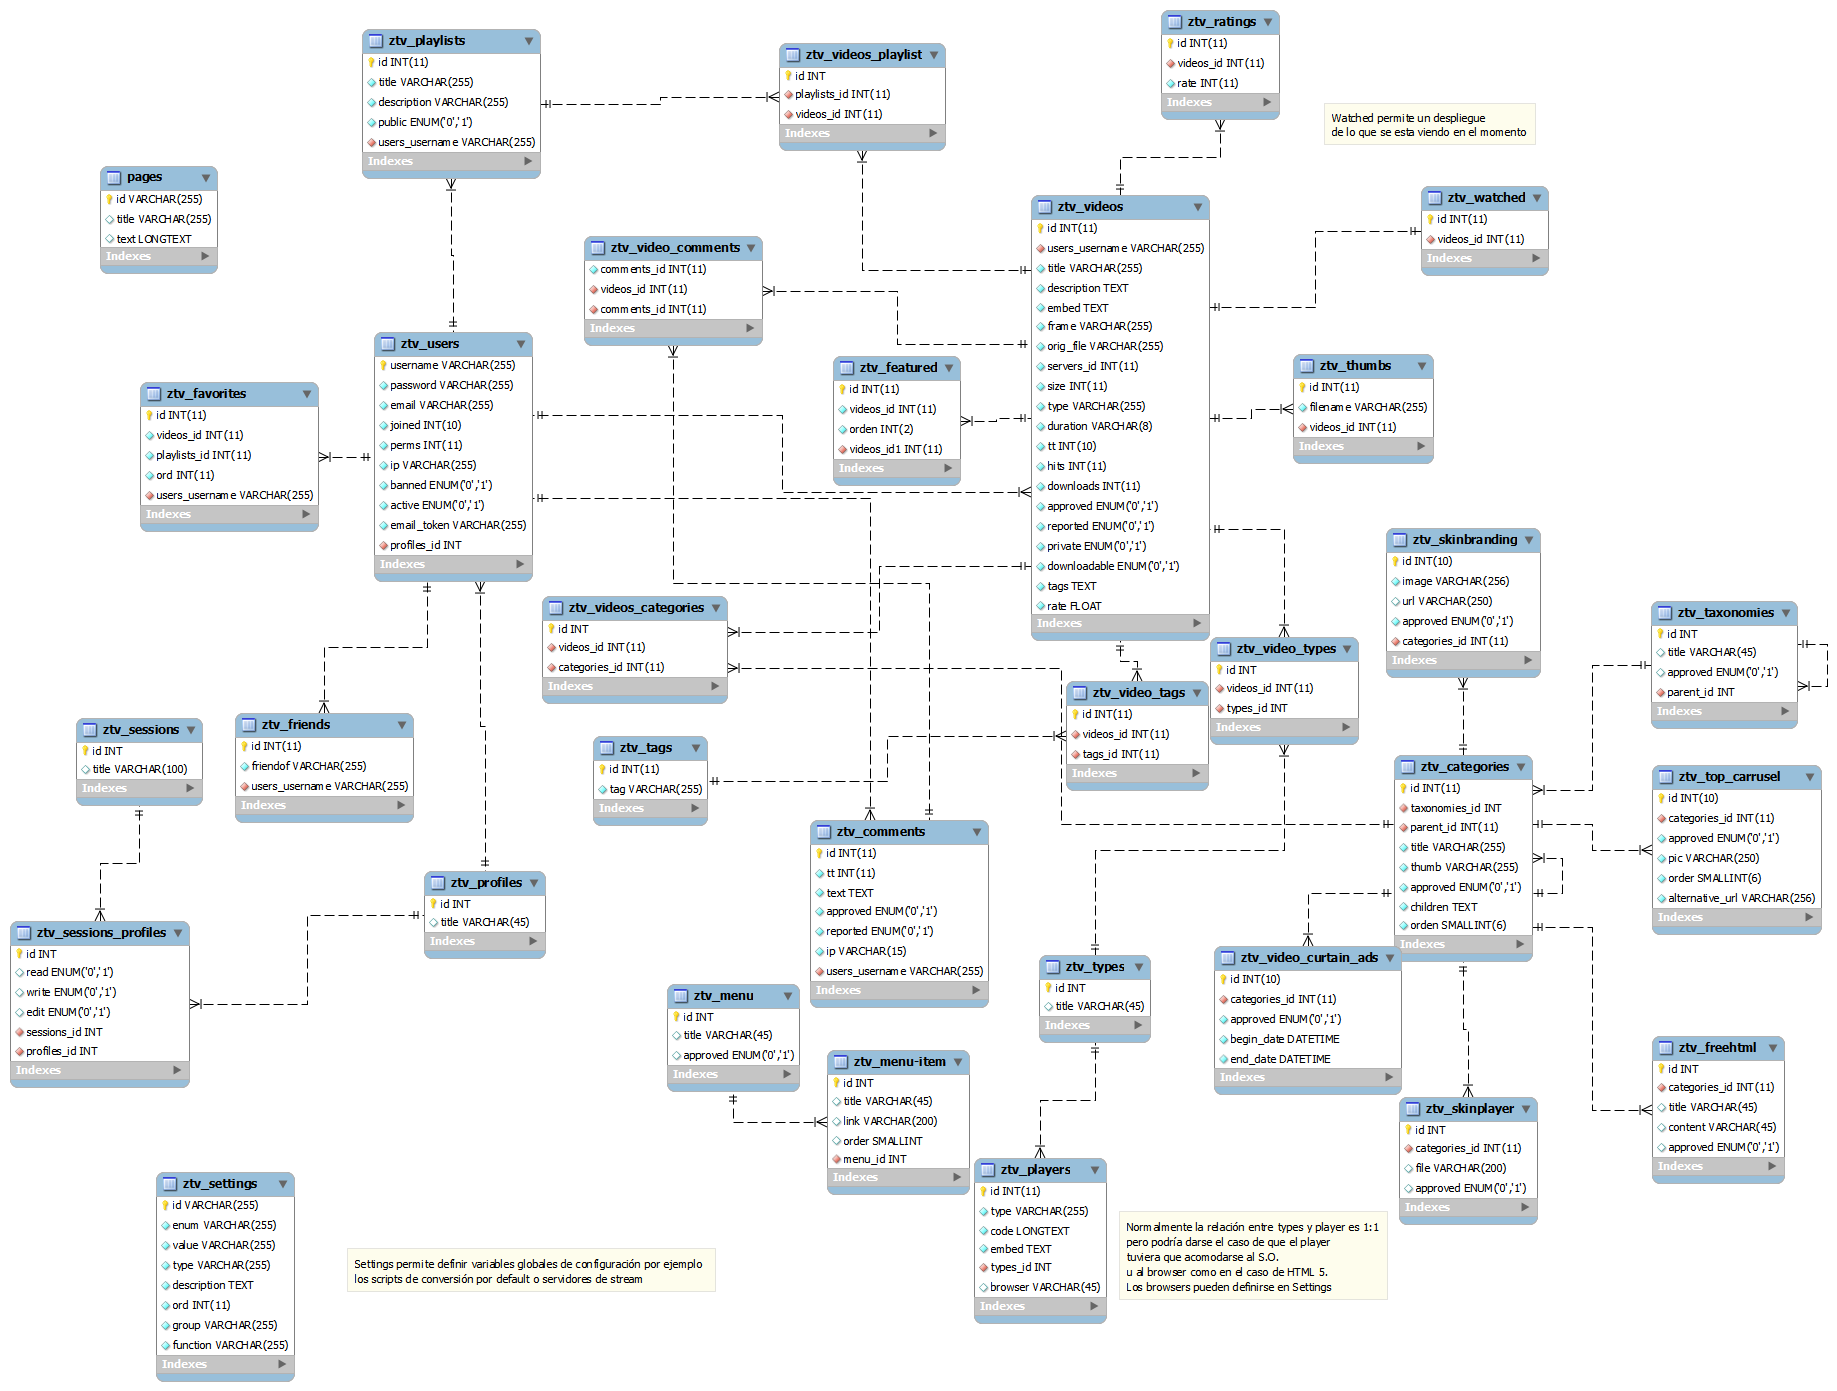 ztv_playlists
id INT(11)
title VARCHAR(255)
description VARCHAR(255)
public ENUM('0','1')
users_username VARCHAR(255)
Indexes
ztv_videos_playlist
id INT
playlists_id INT(11)
videos_id INT(11)
Indexes
ztv_ratings
id INT(11)
videos_id INT(11)
rate INT(11)
Indexes
Watched permite un despliegue
de lo que se esta viendo en el momento
pages
id VARCHAR(255)
title VARCHAR(255)
text LONGTEXT
Indexes
ztv_video_comments
comments_id INT(11)
videos_id INT(11)
comments_id INT(11)
Indexes
ztv_videos
id INT(11)
users_username VARCHAR(255)
title VARCHAR(255)
description TEXT
embed TEXT
frame VARCHAR(255)
orig_file VARCHAR(255)
servers_id INT(11)
size INT(11)
type VARCHAR(255)
duration VARCHAR(8)
tt INT(10)
hits INT(11)
downloads INT(11)
approved ENUM('0','1')
reported ENUM('0','1')
private ENUM('0','1')
downloadable ENUM('0','1')
tags TEXT
rate FLOAT
Indexes
ztv_watched
id INT(11)
videos_id INT(11)
Indexes
ztv_users
username VARCHAR(255)
password VARCHAR(255)
email VARCHAR(255)
joined INT(10)
perms INT(11)
ip VARCHAR(255)
banned ENUM('0','1')
active ENUM('0','1')
email_token VARCHAR(255)
profiles_id INT
Indexes
ztv_favorites
id INT(11)
videos_id INT(11)
playlists_id INT(11)
ord INT(11)
users_username VARCHAR(255)
Indexes
ztv_featured
id INT(11)
videos_id INT(11)
orden INT(2)
videos_id1 INT(11)
Indexes
ztv_thumbs
id INT(11)
filename VARCHAR(255)
videos_id INT(11)
Indexes
ztv_skinbranding
id INT(10)
image VARCHAR(256)
url VARCHAR(250)
approved ENUM('0','1')
categories_id INT(11)
Indexes
ztv_videos_categories
id INT
videos_id INT(11)
categories_id INT(11)
Indexes
ztv_taxonomies
id INT
title VARCHAR(45)
approved ENUM('0','1')
parent_id INT
Indexes
ztv_video_types
id INT
videos_id INT(11)
types_id INT
Indexes
ztv_video_tags
id INT(11)
videos_id INT(11)
tags_id INT(11)
Indexes
ztv_sessions
id INT
title VARCHAR(100)
Indexes
ztv_friends
id INT(11)
friendof VARCHAR(255)
users_username VARCHAR(255)
Indexes
ztv_tags
id INT(11)
tag VARCHAR(255)
Indexes
ztv_categories
id INT(11)
taxonomies_id INT
parent_id INT(11)
title VARCHAR(255)
thumb VARCHAR(255)
approved ENUM('0','1')
children TEXT
orden SMALLINT(6)
Indexes
ztv_top_carrusel
id INT(10)
categories_id INT(11)
approved ENUM('0','1')
pic VARCHAR(250)
order SMALLINT(6)
alternative_url VARCHAR(256)
Indexes
ztv_comments
id INT(11)
tt INT(11)
text TEXT
approved ENUM('0','1')
reported ENUM('0','1')
ip VARCHAR(15)
users_username VARCHAR(255)
Indexes
ztv_profiles
id INT
title VARCHAR(45)
Indexes
ztv_sessions_profiles
id INT
read ENUM('0','1')
write ENUM('0','1')
edit ENUM('0','1')
sessions_id INT
profiles_id INT
Indexes
ztv_video_curtain_ads
id INT(10)
categories_id INT(11)
approved ENUM('0','1')
begin_date DATETIME
end_date DATETIME
Indexes
ztv_types
id INT
title VARCHAR(45)
Indexes
ztv_menu
id INT
title VARCHAR(45)
approved ENUM('0','1')
Indexes
ztv_menu-item
id INT
title VARCHAR(45)
link VARCHAR(200)
order SMALLINT
menu_id INT
Indexes
ztv_freehtml
id INT
categories_id INT(11)
title VARCHAR(45)
content VARCHAR(45)
approved ENUM('0','1')
Indexes
ztv_skinplayer
id INT
categories_id INT(11)
file VARCHAR(200)
approved ENUM('0','1')
Indexes
ztv_players
id INT(11)
type VARCHAR(255)
code LONGTEXT
embed TEXT
types_id INT
browser VARCHAR(45)
Indexes
ztv_settings
id VARCHAR(255)
enum VARCHAR(255)
value VARCHAR(255)
type VARCHAR(255)
description TEXT
ord INT(11)
group VARCHAR(255)
function VARCHAR(255)
Indexes
Settings permite definir variables globales de configuración por ejemplo
los scripts de conversión por default o servidores de stream
Normalmente la relación entre types y player es 1:1
pero podría darse el caso de que el player
tuviera que acomodarse al S.O.
u al browser como en el caso de HTML 5.
Los browsers pueden definirse en Settings